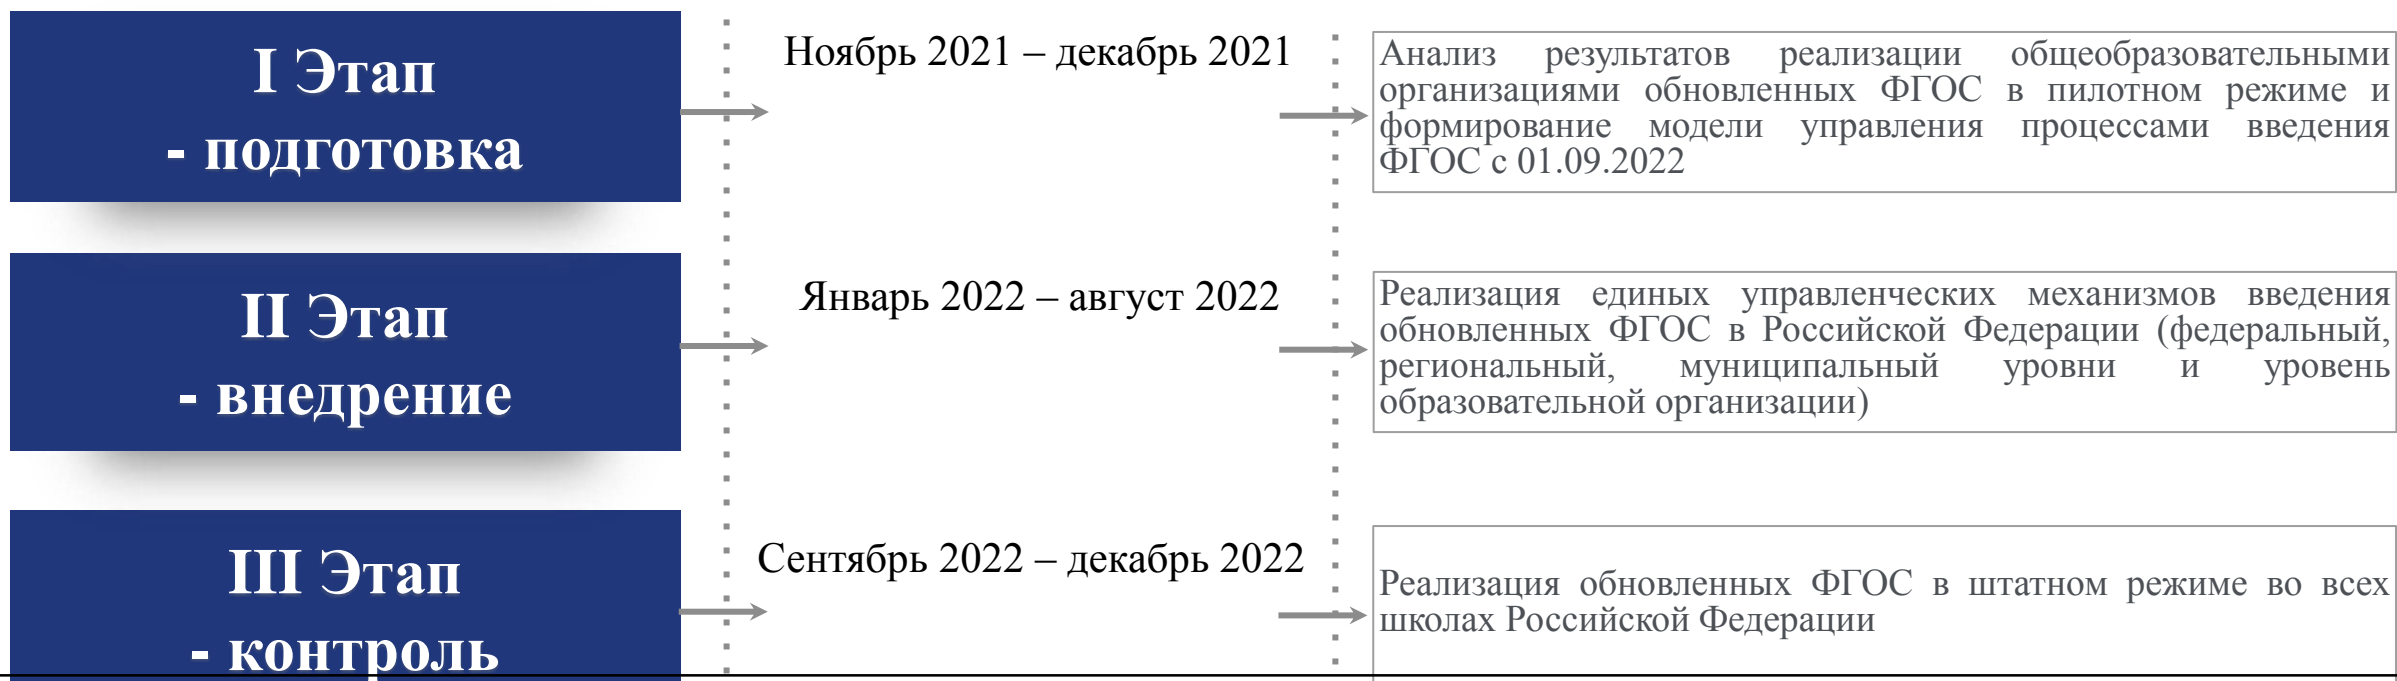 I Этап
- подготовка
Ноябрь 2021 – декабрь 2021
Анализ результатов реализации общеобразовательными
организациями обновленных ФГОС в пилотном режиме и
формирование модели управления процессами введения
ФГОС с 01.09.2022
II Этап
- внедрение
Январь 2022 – август 2022
Реализация единых управленческих механизмов введения
обновленных ФГОС в Российской Федерации (федеральный,
региональный, муниципальный уровни и уровень
образовательной организации)
III Этап
- контроль
Сентябрь 2022 – декабрь 2022
Реализация обновленных ФГОС в штатном режиме во всех
школах Российской Федерации